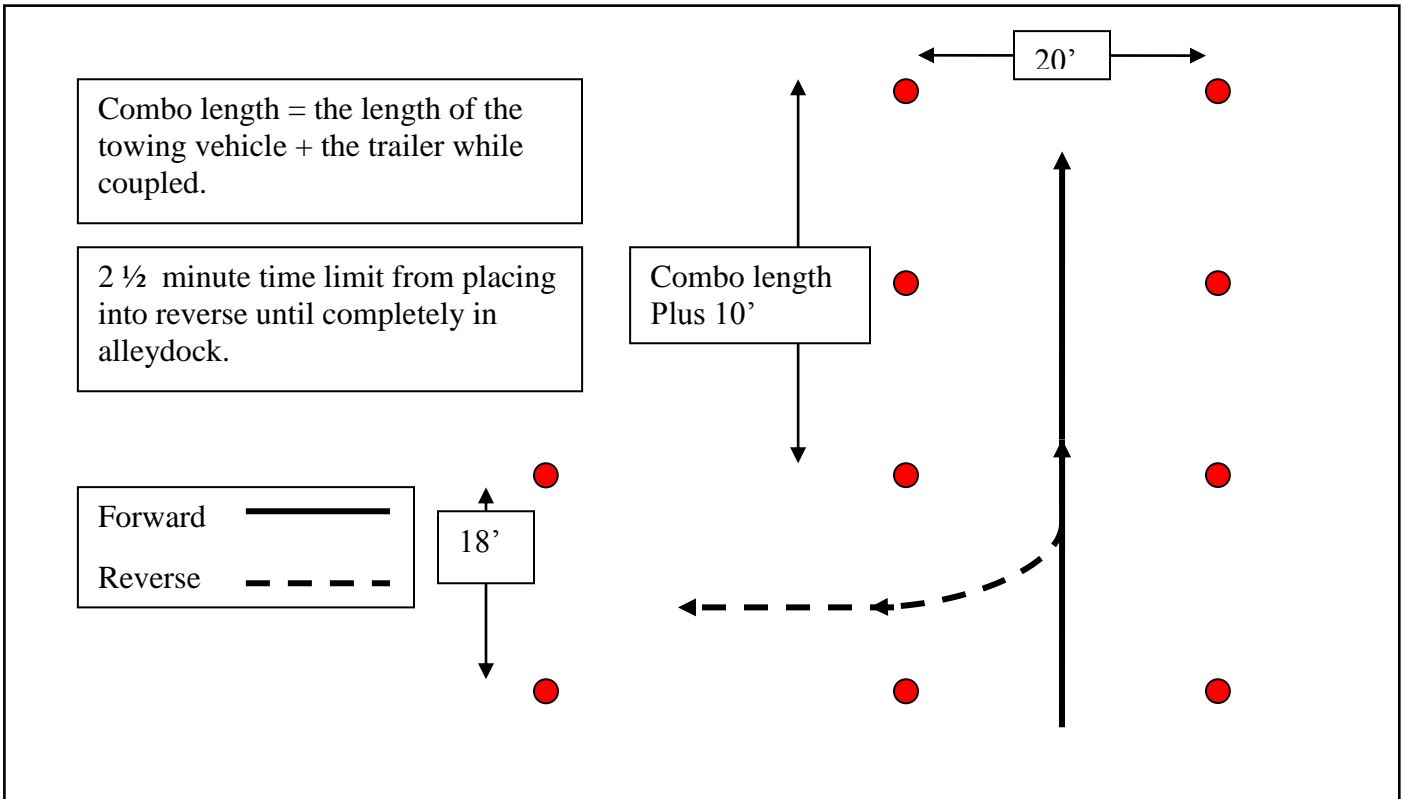 20’
Combo length = the length of the
towing vehicle + the trailer while
coupled.
2 ½ minute time limit from placing
into reverse until completely in
alleydock.
Combo length
Plus 10’
Forward
Reverse
18’